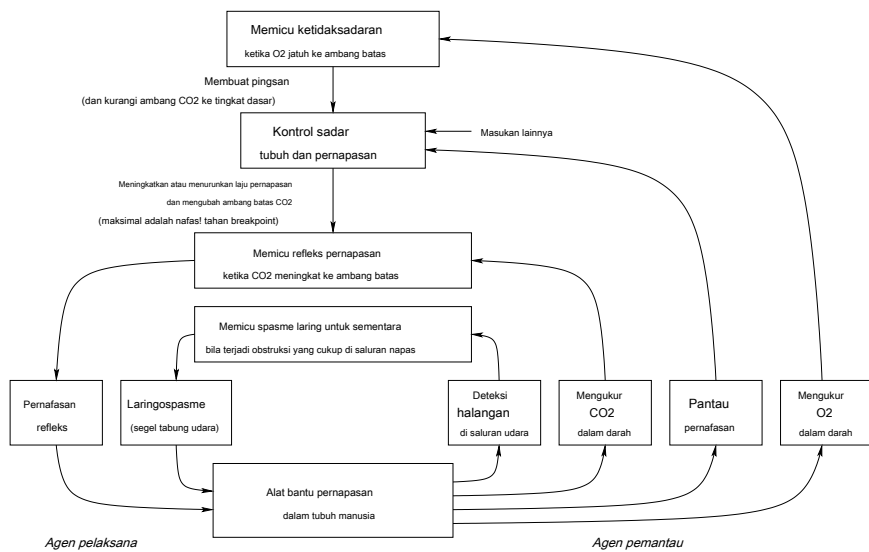 Memicu ketidaksadaran
ketika O2 jatuh ke ambang batas
Membuat pingsan
(dan kurangi ambang CO2 ke tingkat dasar)
Kontrol sadar
tubuh dan pernapasan
Masukan lainnya
Meningkatkan atau menurunkan laju pernapasan
dan mengubah ambang batas CO2
(maksimal adalah nafas! tahan breakpoint)
Memicu refleks pernapasan
ketika CO2 meningkat ke ambang batas
Memicu spasme laring untuk sementara
bila terjadi obstruksi yang cukup di saluran napas
Pernafasan
refleks
Laringospasme
(segel tabung udara)
Deteksi
halangan
di saluran udara
Mengukur
CO2
dalam darah
Pantau
pernafasan
Mengukur
O2
dalam darah
Alat bantu pernapasan
dalam tubuh manusia
Agen pelaksana
Agen pemantau